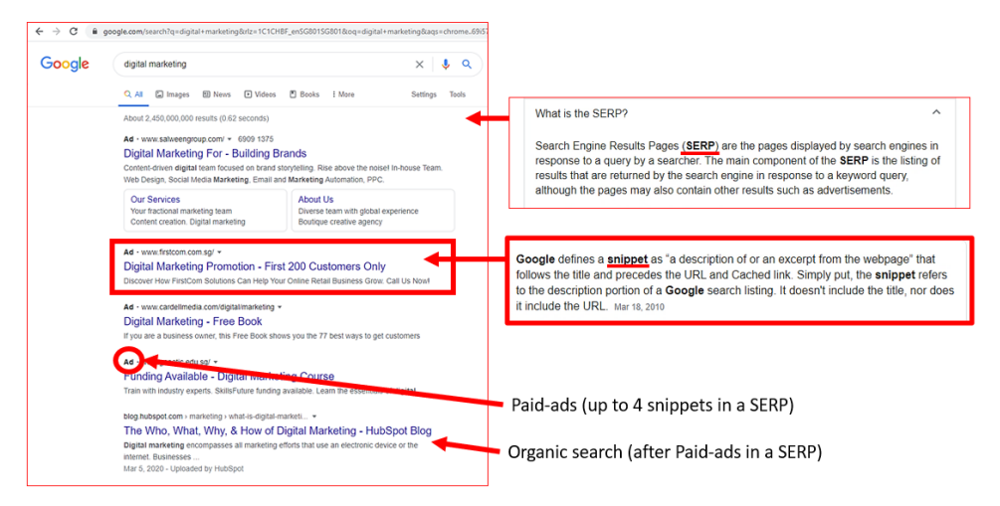 google.com/search?q=digital+marketing&rlz=1C1CHBF_enSG801SG801&oq=digital+marketing&aqs=chrome..69i57
Google
digital marketing
All Images News Videos Books More Settings Tools
About 2,450,000,000 results (0.62 seconds)
Ad · www.salweengroup.com/ 6909 1375
Digital Marketing For - Building Brands
Content-driven digital team focused on brand storytelling. Rise above the noise! In-house Team.
Web Design, Social Media Marketing, Email and Marketing Automation, PPC.
Our Services
Your fractional marketing team
Content creation. Digital marketing
About Us
Diverse team with global experience
Boutique creative agency
Ad · www.firstcom.com.sg/
Digital Marketing Promotion - First 200 Customers Only
Discover How FirstCom Solutions Can Help Your Online Retail Business Grow. Call Us Now!
Ad · www.cardellmedia.com/digital/marketing
Digital Marketing - Free Book
If you are a business owner, this Free Book shows you the 77 best ways to get customers
Ad
Funding Available - Digital Marketing Course
Train with industry experts. SkillsFuture funding available. Learn the essentials of digital
blog.hubspot.com › marketing › what-is-digital-marketi...
The Who, What, Why, & How of Digital Marketing - HubSpot Blog
Digital marketing encompasses all marketing efforts that use an electronic device or the
internet. Businesses ...
Mar 5, 2020 - Uploaded by HubSpot
What is the SERP?
Search Engine Results Pages (SERP) are the pages displayed by search engines in
response to a query by a searcher. The main component of the SERP is the listing of
results that are returned by the search engine in response to a keyword query,
although the pages may also contain other results such as advertisements.
Google defines a snippet as “a description of or an excerpt from the webpage” that
follows the title and precedes the URL and Cached link. Simply put, the snippet refers
to the description portion of a Google search listing. It doesn't include the title, nor does
it include the URL. Mar 18, 2010
Paid-ads (up to 4 snippets in a SERP)
Organic search (after Paid-ads in a SERP)